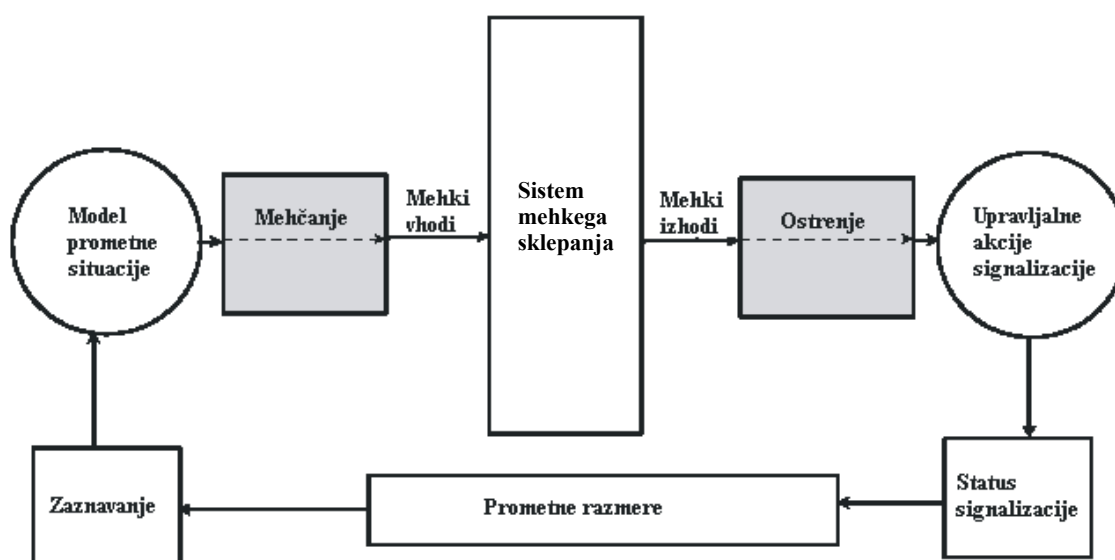 Model
prometne
situacije
Mehčanje
Mehki
vhodi
Sistem
mehkega
sklepanja
Mehki
izhodi
Ostrenje
Upravljalne
akcije
signalizacije
Zaznavanje
Prometne razmere
Status
signalizacije